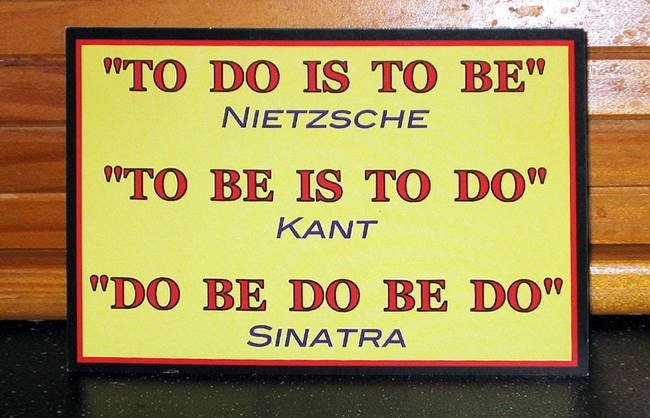 "TO DO IS TO BE"
NIETZSCHE
"TO BE IS TO DO"
KANT
"DO BE DO BE DO"
SINATRA